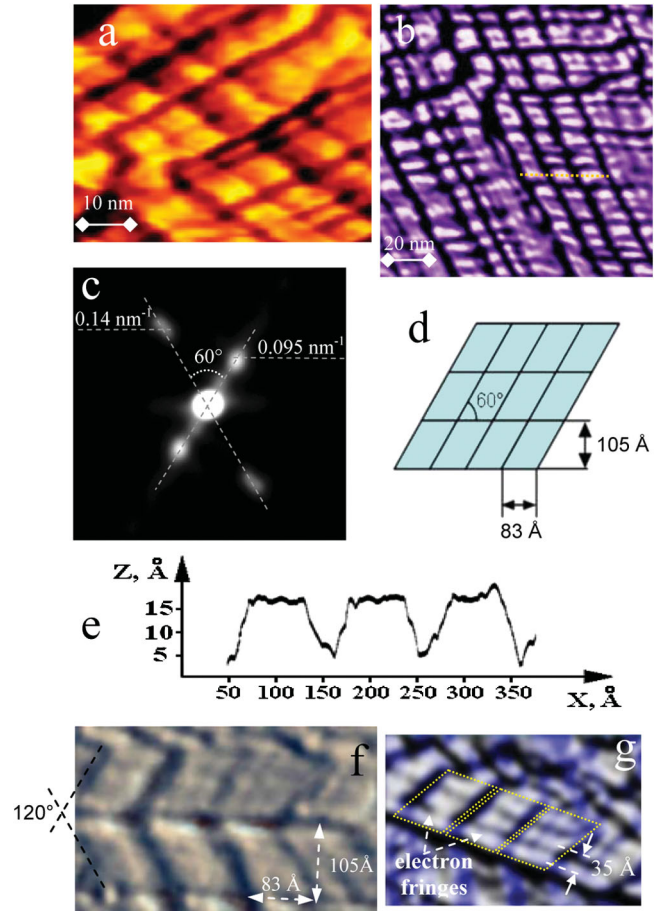 a
b
10 nm
20 nm
c
0.14 nm⁻¹
60°
0.095 nm⁻¹
d
60°
105 Å
83 Å
e
Z, Å
15
10
5
50 100 150 200 250 300 350
X, Å
f
120°
105Å
83 Å
g
electron
fringes
35 Å